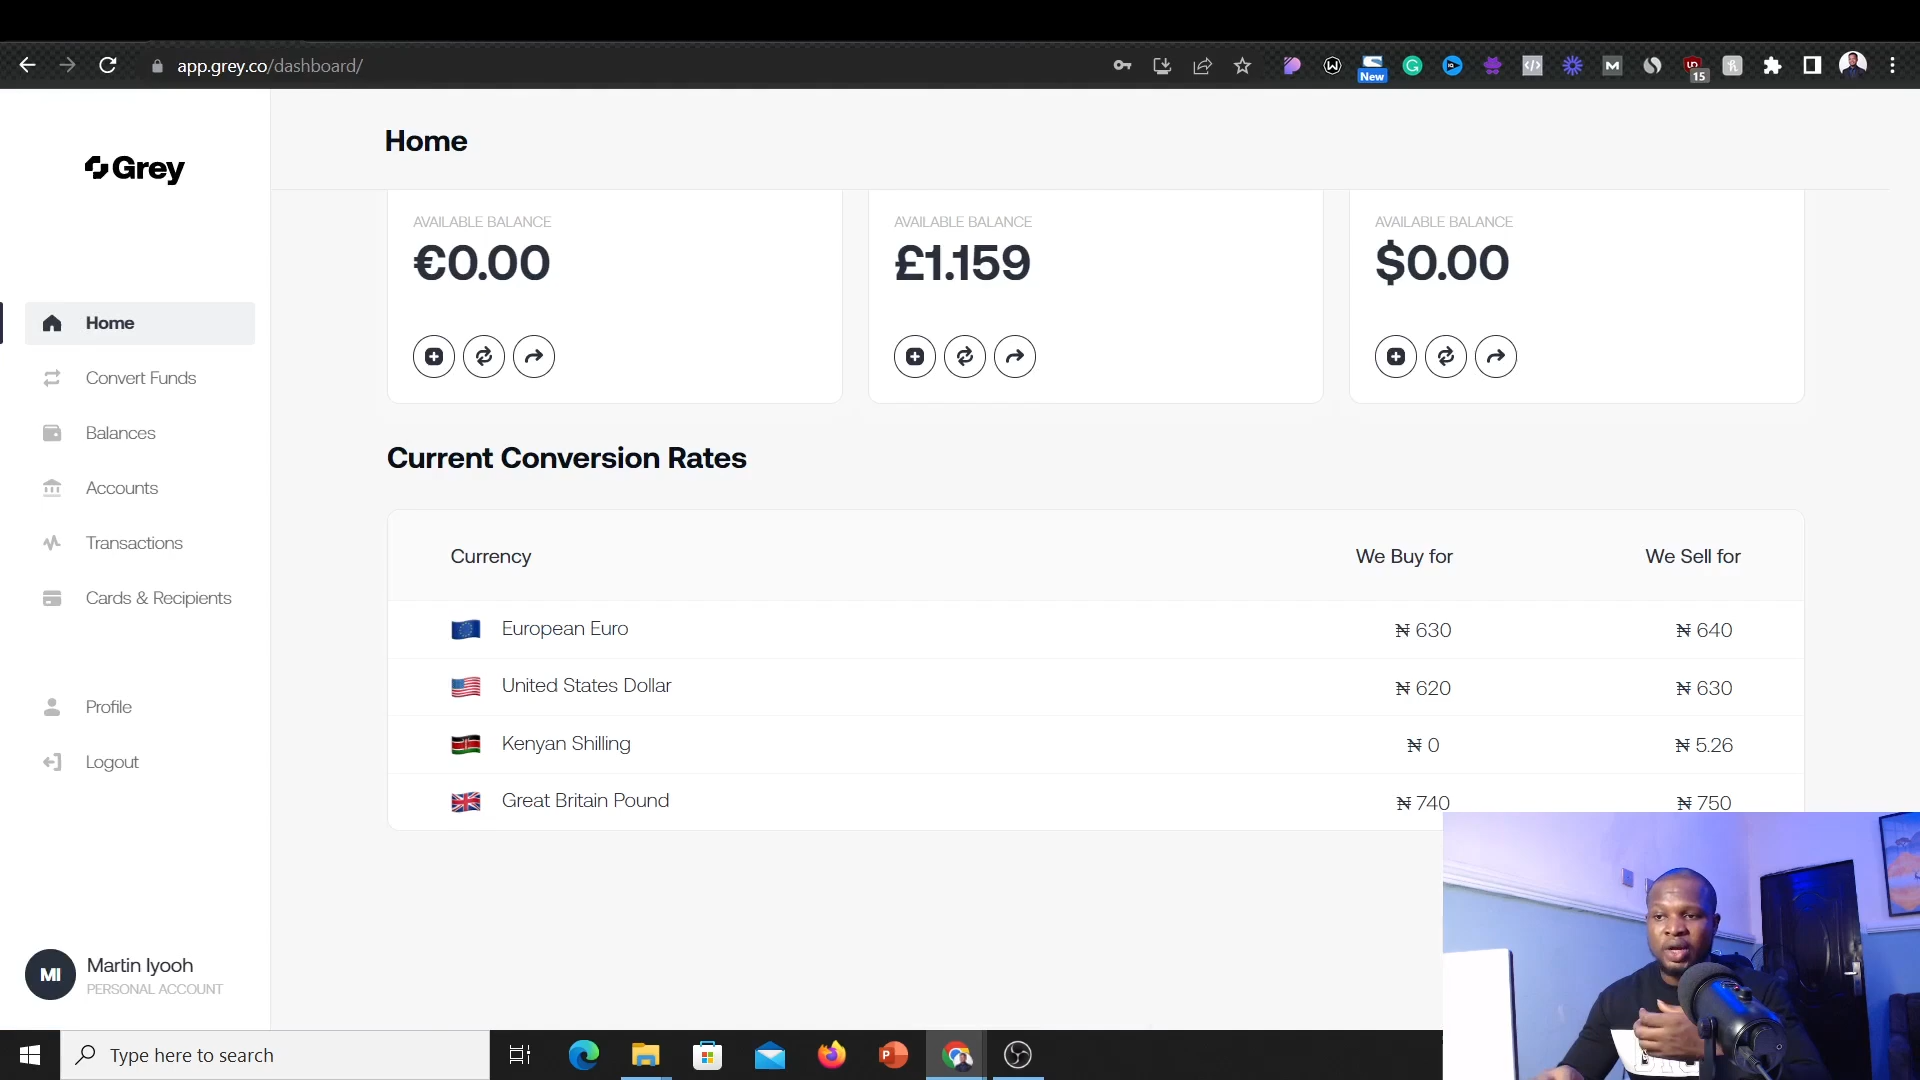 app.grey.co/dashboard/
New
15
Grey
Home
Convert Funds
Balances
Accounts
Transactions
Cards & Recipients
Profile
Logout
Martin Iyooh
PERSONAL ACCOUNT
MI
Home
AVAILABLE BALANCE
€0.00
AVAILABLE BALANCE
£1.159
AVAILABLE BALANCE
$0.00
Current Conversion Rates
Currency We Buy for We Sell for
European Euro ₦ 630 ₦ 640
United States Dollar ₦ 620 ₦ 630
Kenyan Shilling ₦ 0 ₦ 5.26
Great Britain Pound ₦ 740 ₦ 750
Type here to search